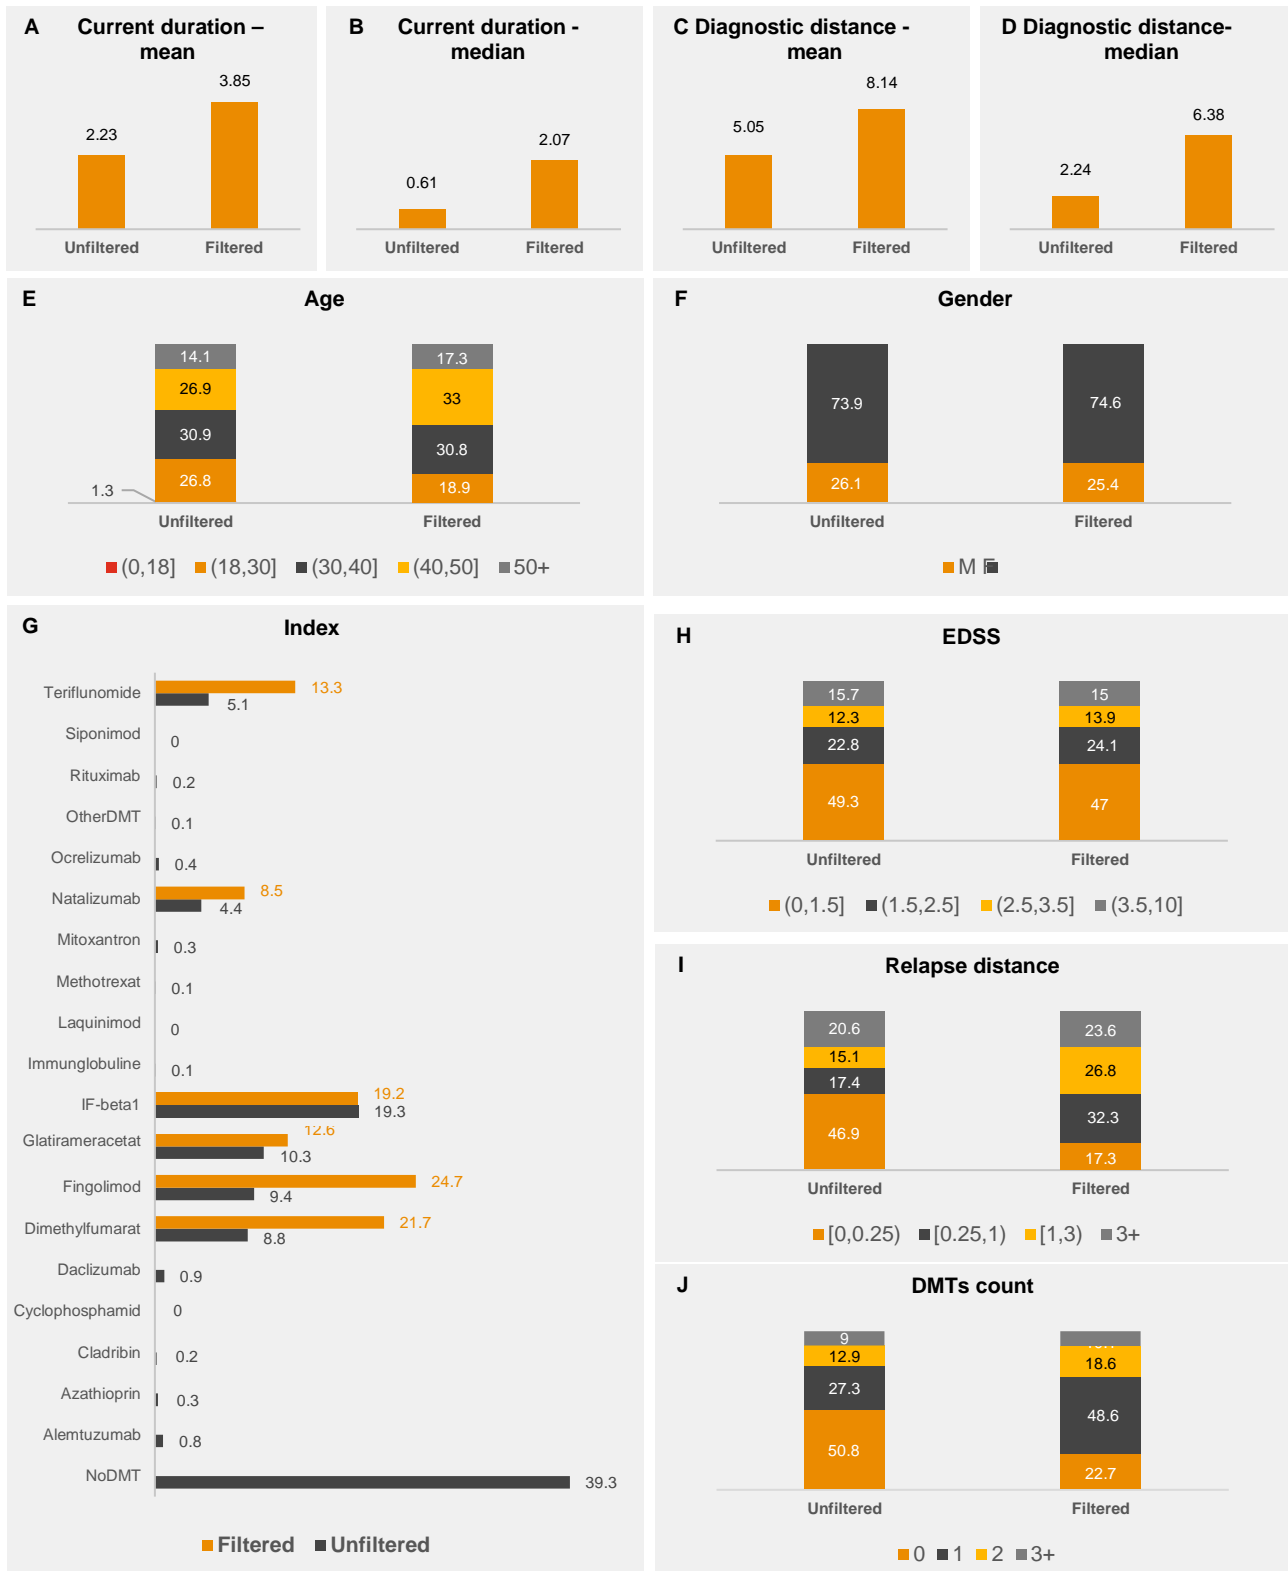 A Current duration –
mean
3.85
2.23
Unfiltered Filtered
B Current duration -
median
2.07
0.61
Unfiltered Filtered
C Diagnostic distance -
mean
8.14
5.05
Unfiltered Filtered
D Diagnostic distance-
median
6.38
2.24
Unfiltered Filtered
E Age
14.1 17.3
26.9 33
30.9 30.8
26.8 18.9
1.3
Unfiltered Filtered
(0,18] (18,30] (30,40] (40,50] 50+
F Gender
73.9 74.6
26.1 25.4
Unfiltered Filtered
M F
G Index
Teriflunomide 13.3
5.1
Siponimod 0
Rituximab 0.2
OtherDMT 0.1
Ocrelizumab 0.4
Natalizumab 8.5
4.4
Mitoxantron 0.3
Methotrexat 0.1
Laquinimod 0
Immunglobuline 0.1
IF-beta1 19.2
19.3
Glatirameracetat 12.6
10.3
Fingolimod 24.7
9.4
Dimethylfumarat 21.7
8.8
Daclizumab 0.9
Cyclophosphamid 0
Cladribin 0.2
Azathioprin 0.3
Alemtuzumab 0.8
NoDMT 39.3
Filtered Unfiltered
H EDSS
15.7 15
12.3 13.9
22.8 24.1
49.3 47
Unfiltered Filtered
(0,1.5] (1.5,2.5] (2.5,3.5] (3.5,10]
I Relapse distance
20.6 23.6
15.1 26.8
17.4 32.3
46.9 17.3
Unfiltered Filtered
[0,0.25) [0.25,1) [1,3) 3+
J DMTs count
9
12.9 18.6
27.3 48.6
50.8 22.7
Unfiltered Filtered
0 1 2 3+